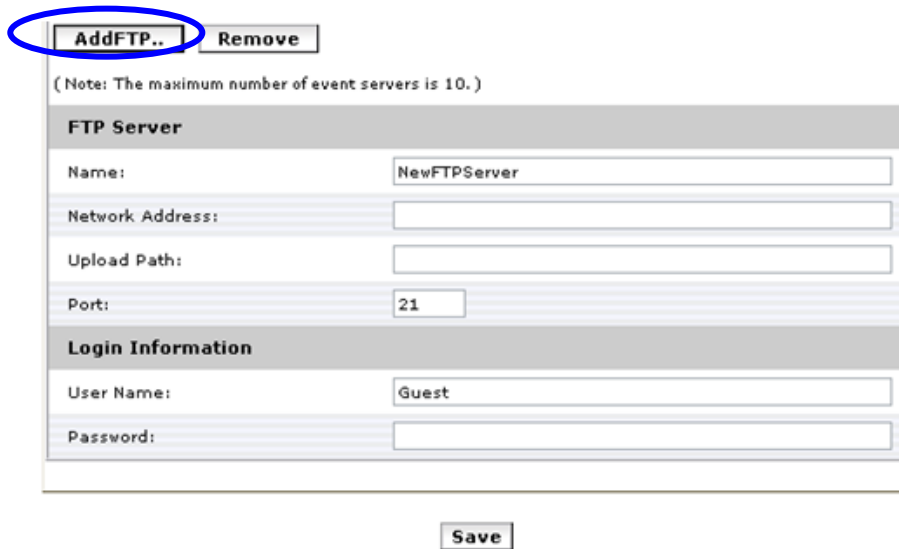 AddFTP.. Remove
(Note: The maximum number of event servers is 10.)
FTP Server
Name: NewFTPServer
Network Address:
Upload Path:
Port: 21
Login Information
User Name: Guest
Password:
Save